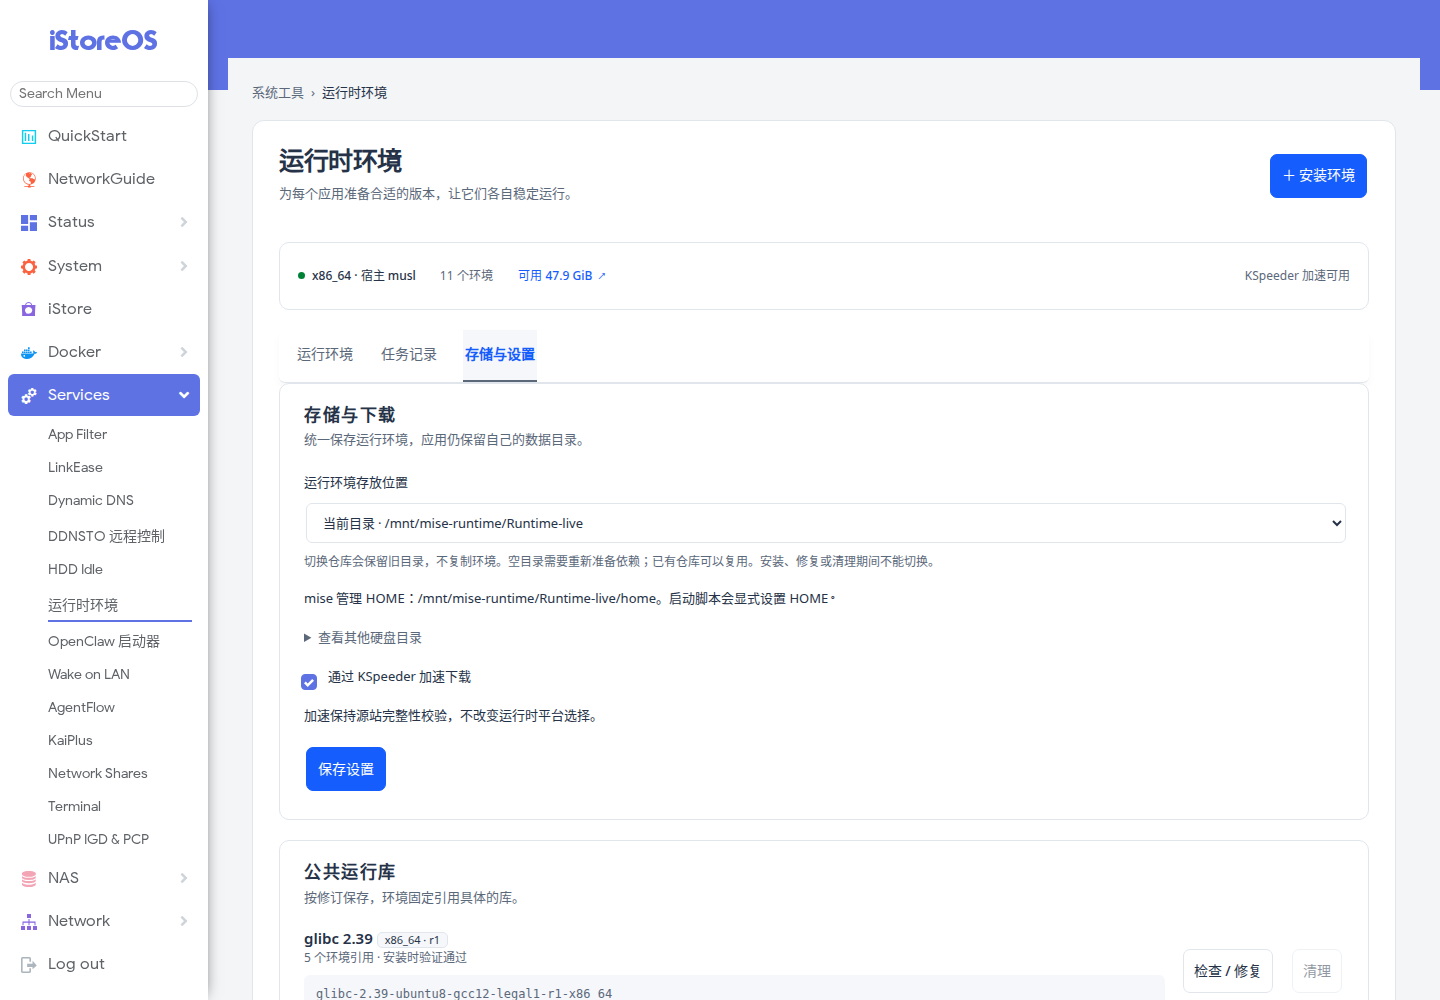 iStoreOS
Search Menu
QuickStart
NetworkGuide
Status
System
iStore
Docker
Services
App Filter
LinkEase
Dynamic DNS
DDNSTO 远程控制
HDD Idle
运行时环境
OpenClaw 启动器
Wake on LAN
AgentFlow
KaiPlus
Network Shares
Terminal
UPnP IGD & PCP
NAS
Network
Log out
系统工具 › 运行时环境
运行时环境
为每个应用准备合适的版本，让它们各自稳定运行。
＋ 安装环境
x86_64 · 宿主 musl 11 个环境 可用 47.9 GiB ↗ KSpeeder 加速可用
运行环境 任务记录 存储与设置
存储与下载
统一保存运行环境，应用仍保留自己的数据目录。
运行环境存放位置
当前目录 · /mnt/mise-runtime/Runtime-live
切换仓库会保留旧目录，不复制环境。空目录需要重新准备依赖；已有仓库可以复用。安装、修复或清理期间不能切换。
mise 管理 HOME：/mnt/mise-runtime/Runtime-live/home。启动脚本会显式设置 HOME。
▶ 查看其他硬盘目录
通过 KSpeeder 加速下载
加速保持源站完整性校验，不改变运行时平台选择。
保存设置
公共运行库
按修订保存，环境固定引用具体的库。
glibc 2.39 x86_64 · r1
5 个环境引用 · 安装时验证通过
检查 / 修复 清理
glibc-2.39-ubuntu8-gcc12-legal1-r1-x86_64